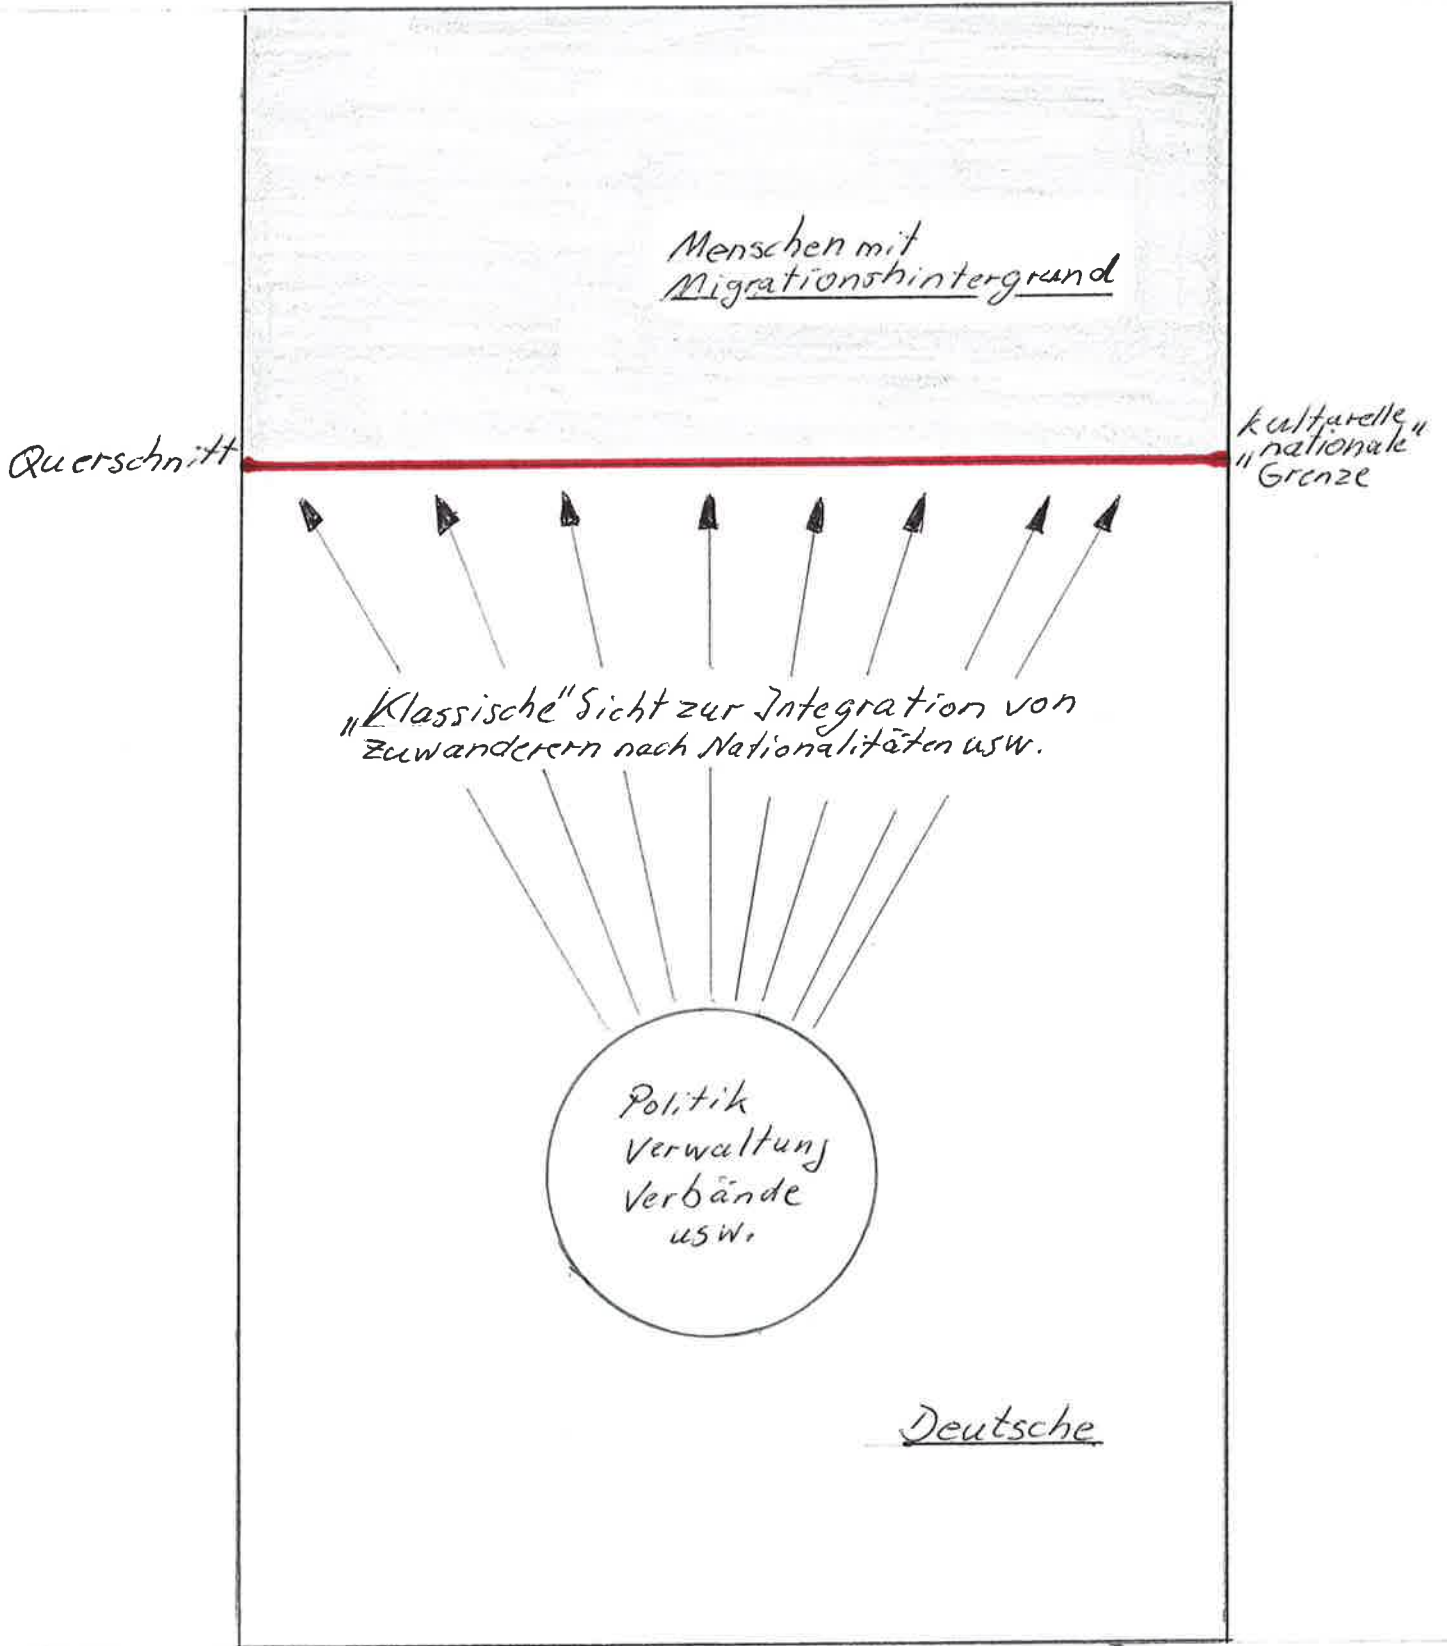 Menschen mit
Migrationshintergrund
Querschnitt
kulturelle
„nationale“
Grenze
„Klassische“ Sicht zur Integration von
Zuwanderern nach Nationalitäten usw.
Politik
Verwaltung
Verbände
usw.
Deutsche